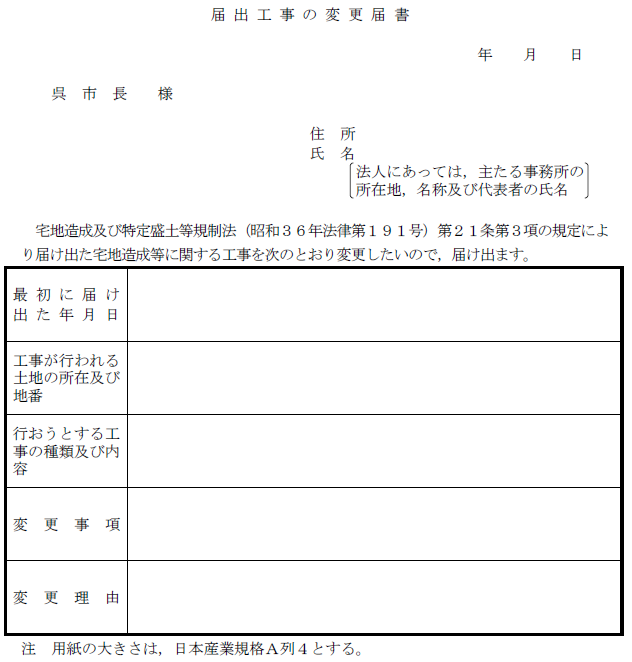 届出工事の変更届書
年　月　日
呉市長　様
住　所
氏　名
法人にあっては，主たる事務所の
所在地，名称及び代表者の氏名
宅地造成及び特定盛土等規制法（昭和３６年法律第１９１号）第２１条第３項の規定によ
り届け出た宅地造成等に関する工事を次のとおり変更したいので，届け出ます。
最初に届け
出た年月日
工事が行われる
土地の所在及び
地番
行おうとする工
事の種類及び内
容
変更事項
変更理由
注　用紙の大きさは，日本産業規格Ａ列４とする。